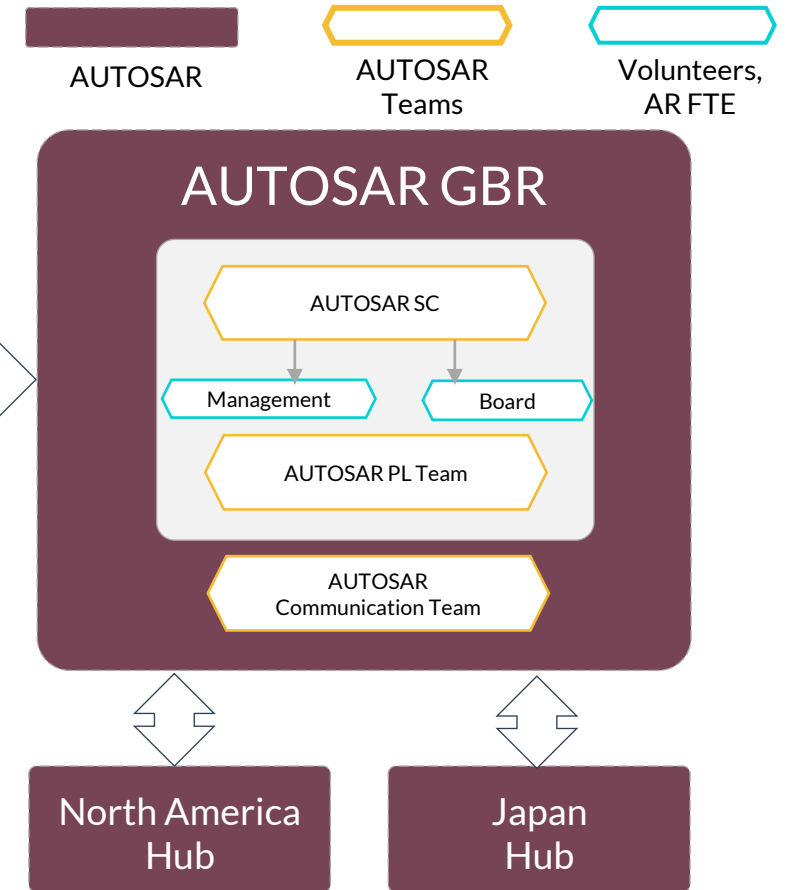 AUTOSAR
AUTOSAR
Teams
Volunteers,
AR FTE
AUTOSAR GBR
AUTOSAR SC
Management
Board
AUTOSAR PL Team
AUTOSAR
Communication Team
North America
Hub
Japan
Hub